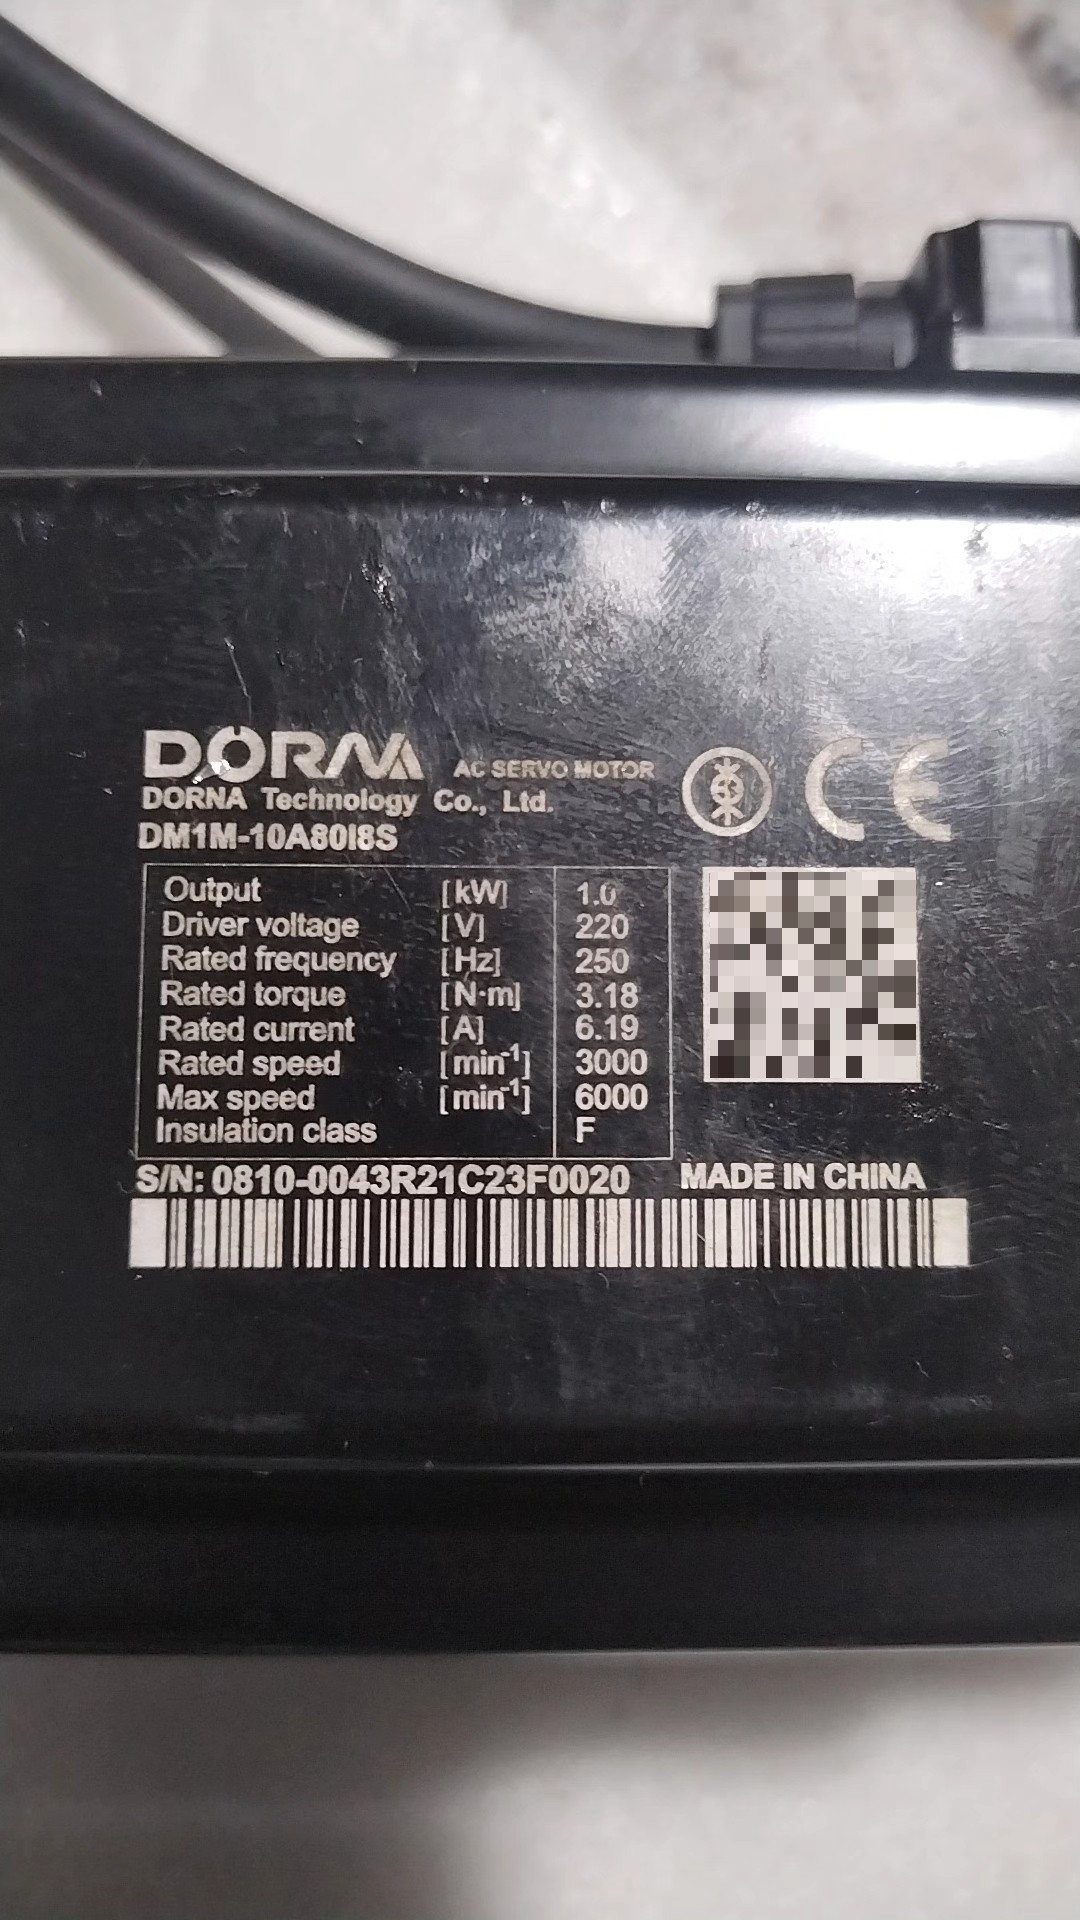 DORNA AC SERVO MOTOR CE
DORNA Technology Co., Ltd.
DM1M-10A80I8S
Output [kW] 1.0
Driver voltage [V] 220
Rated frequency [Hz] 250
Rated torque [N·m] 3.18
Rated current [A] 6.19
Rated speed [min⁻¹] 3000
Max speed [min⁻¹] 6000
Insulation class F
S/N: 0810-0043R21C23F0020 MADE IN CHINA